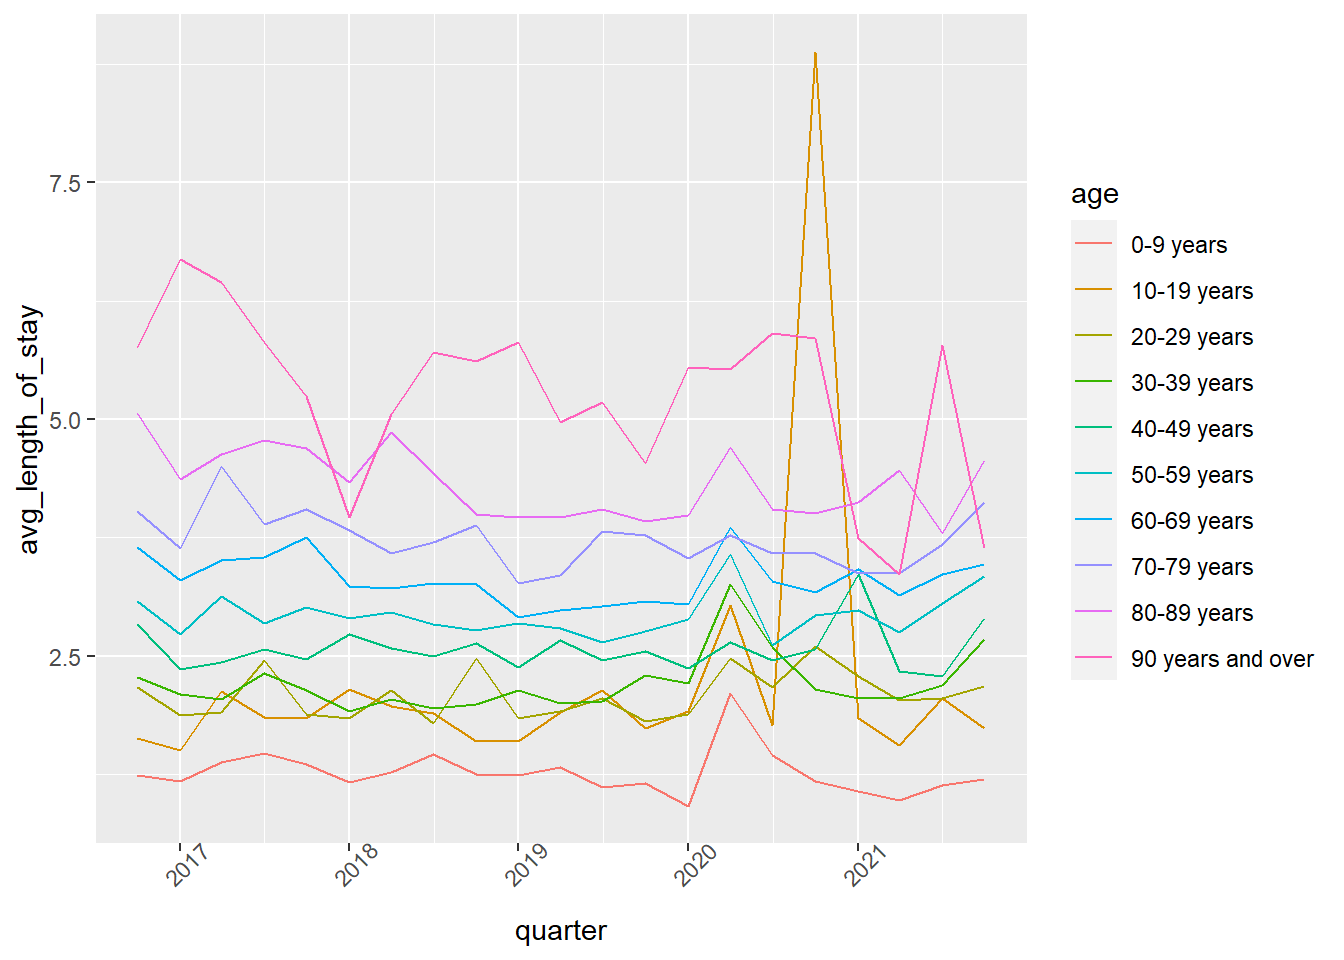 7.5
5.0
2.5
avg_length_of_stay
2017
2018
2019
2020
2021
quarter
age
0-9 years
10-19 years
20-29 years
30-39 years
40-49 years
50-59 years
60-69 years
70-79 years
80-89 years
90 years and over